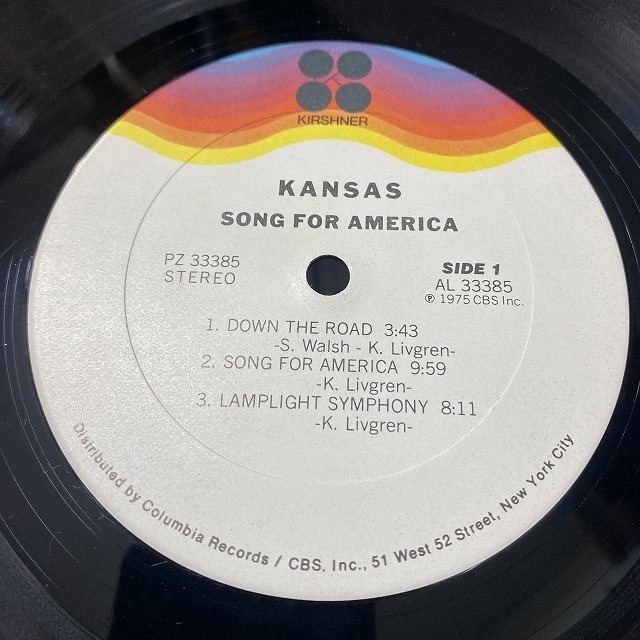 KIRSHNER
KANSAS
SONG FOR AMERICA
PZ 33385
STEREO
SIDE 1
AL 33385
℗ 1975 CBS Inc.
1. DOWN THE ROAD 3:43
-S. Walsh - K. Livgren-
2. SONG FOR AMERICA 9:59
-K. Livgren-
3. LAMPLIGHT SYMPHONY 8:11
-K. Livgren-
Distributed by Columbia Records / CBS, Inc., 51 West 52 Street, New York City